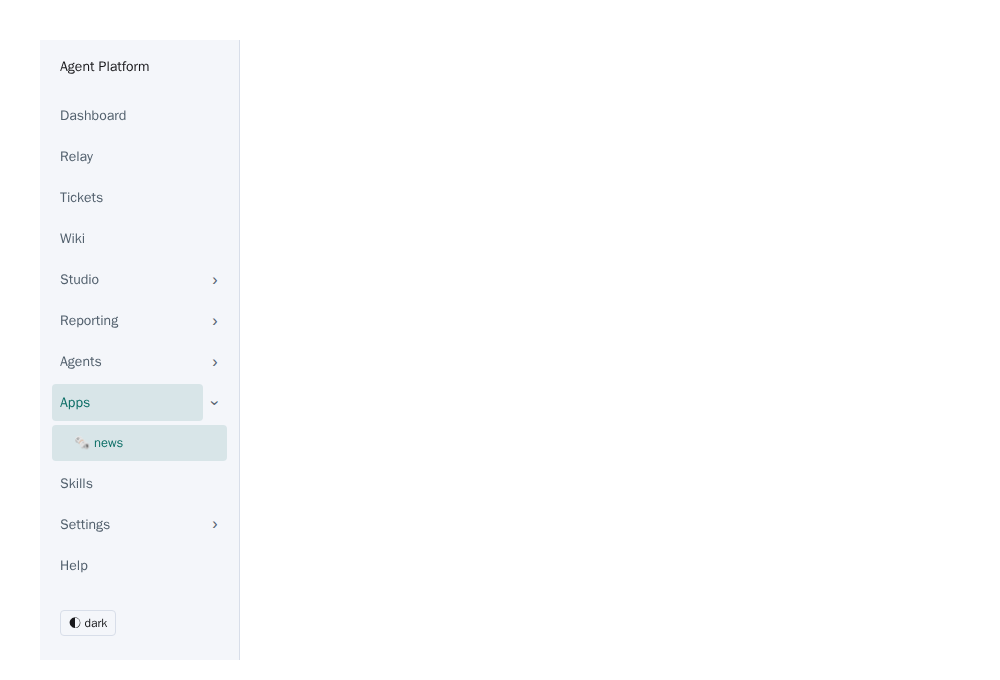 Agent Platform
Dashboard
Relay
Tickets
Wiki
Studio
Reporting
Agents
Apps
🗞 news
Skills
Settings
Help
dark